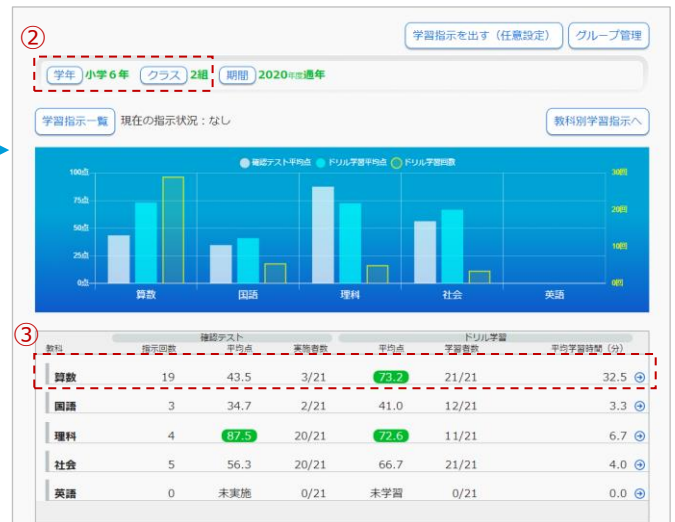 ②
学習指示を出す（任意設定） グループ管理
学年 小学6年 クラス 2組 期間 2020年度通年
学習指示一覧 現在の指示状況：なし 教科別学習指示へ
確認テスト平均点 ドリル学習平均点 ドリル学習回数
100点 30回
75点
20回
50点
10回
25点
0点 0回
算数 国語 理科 社会 英語
③
確認テスト ドリル学習
教科 指示回数 平均点 実施者数 平均点 学習者数 平均学習時間（分）
算数 19 43.5 3/21 73.2 21/21 32.5
国語 3 34.7 2/21 41.0 12/21 3.3
理科 4 87.5 20/21 72.6 11/21 6.7
社会 5 56.3 20/21 66.7 21/21 4.0
英語 0 未実施 0/21 未学習 0/21 0.0